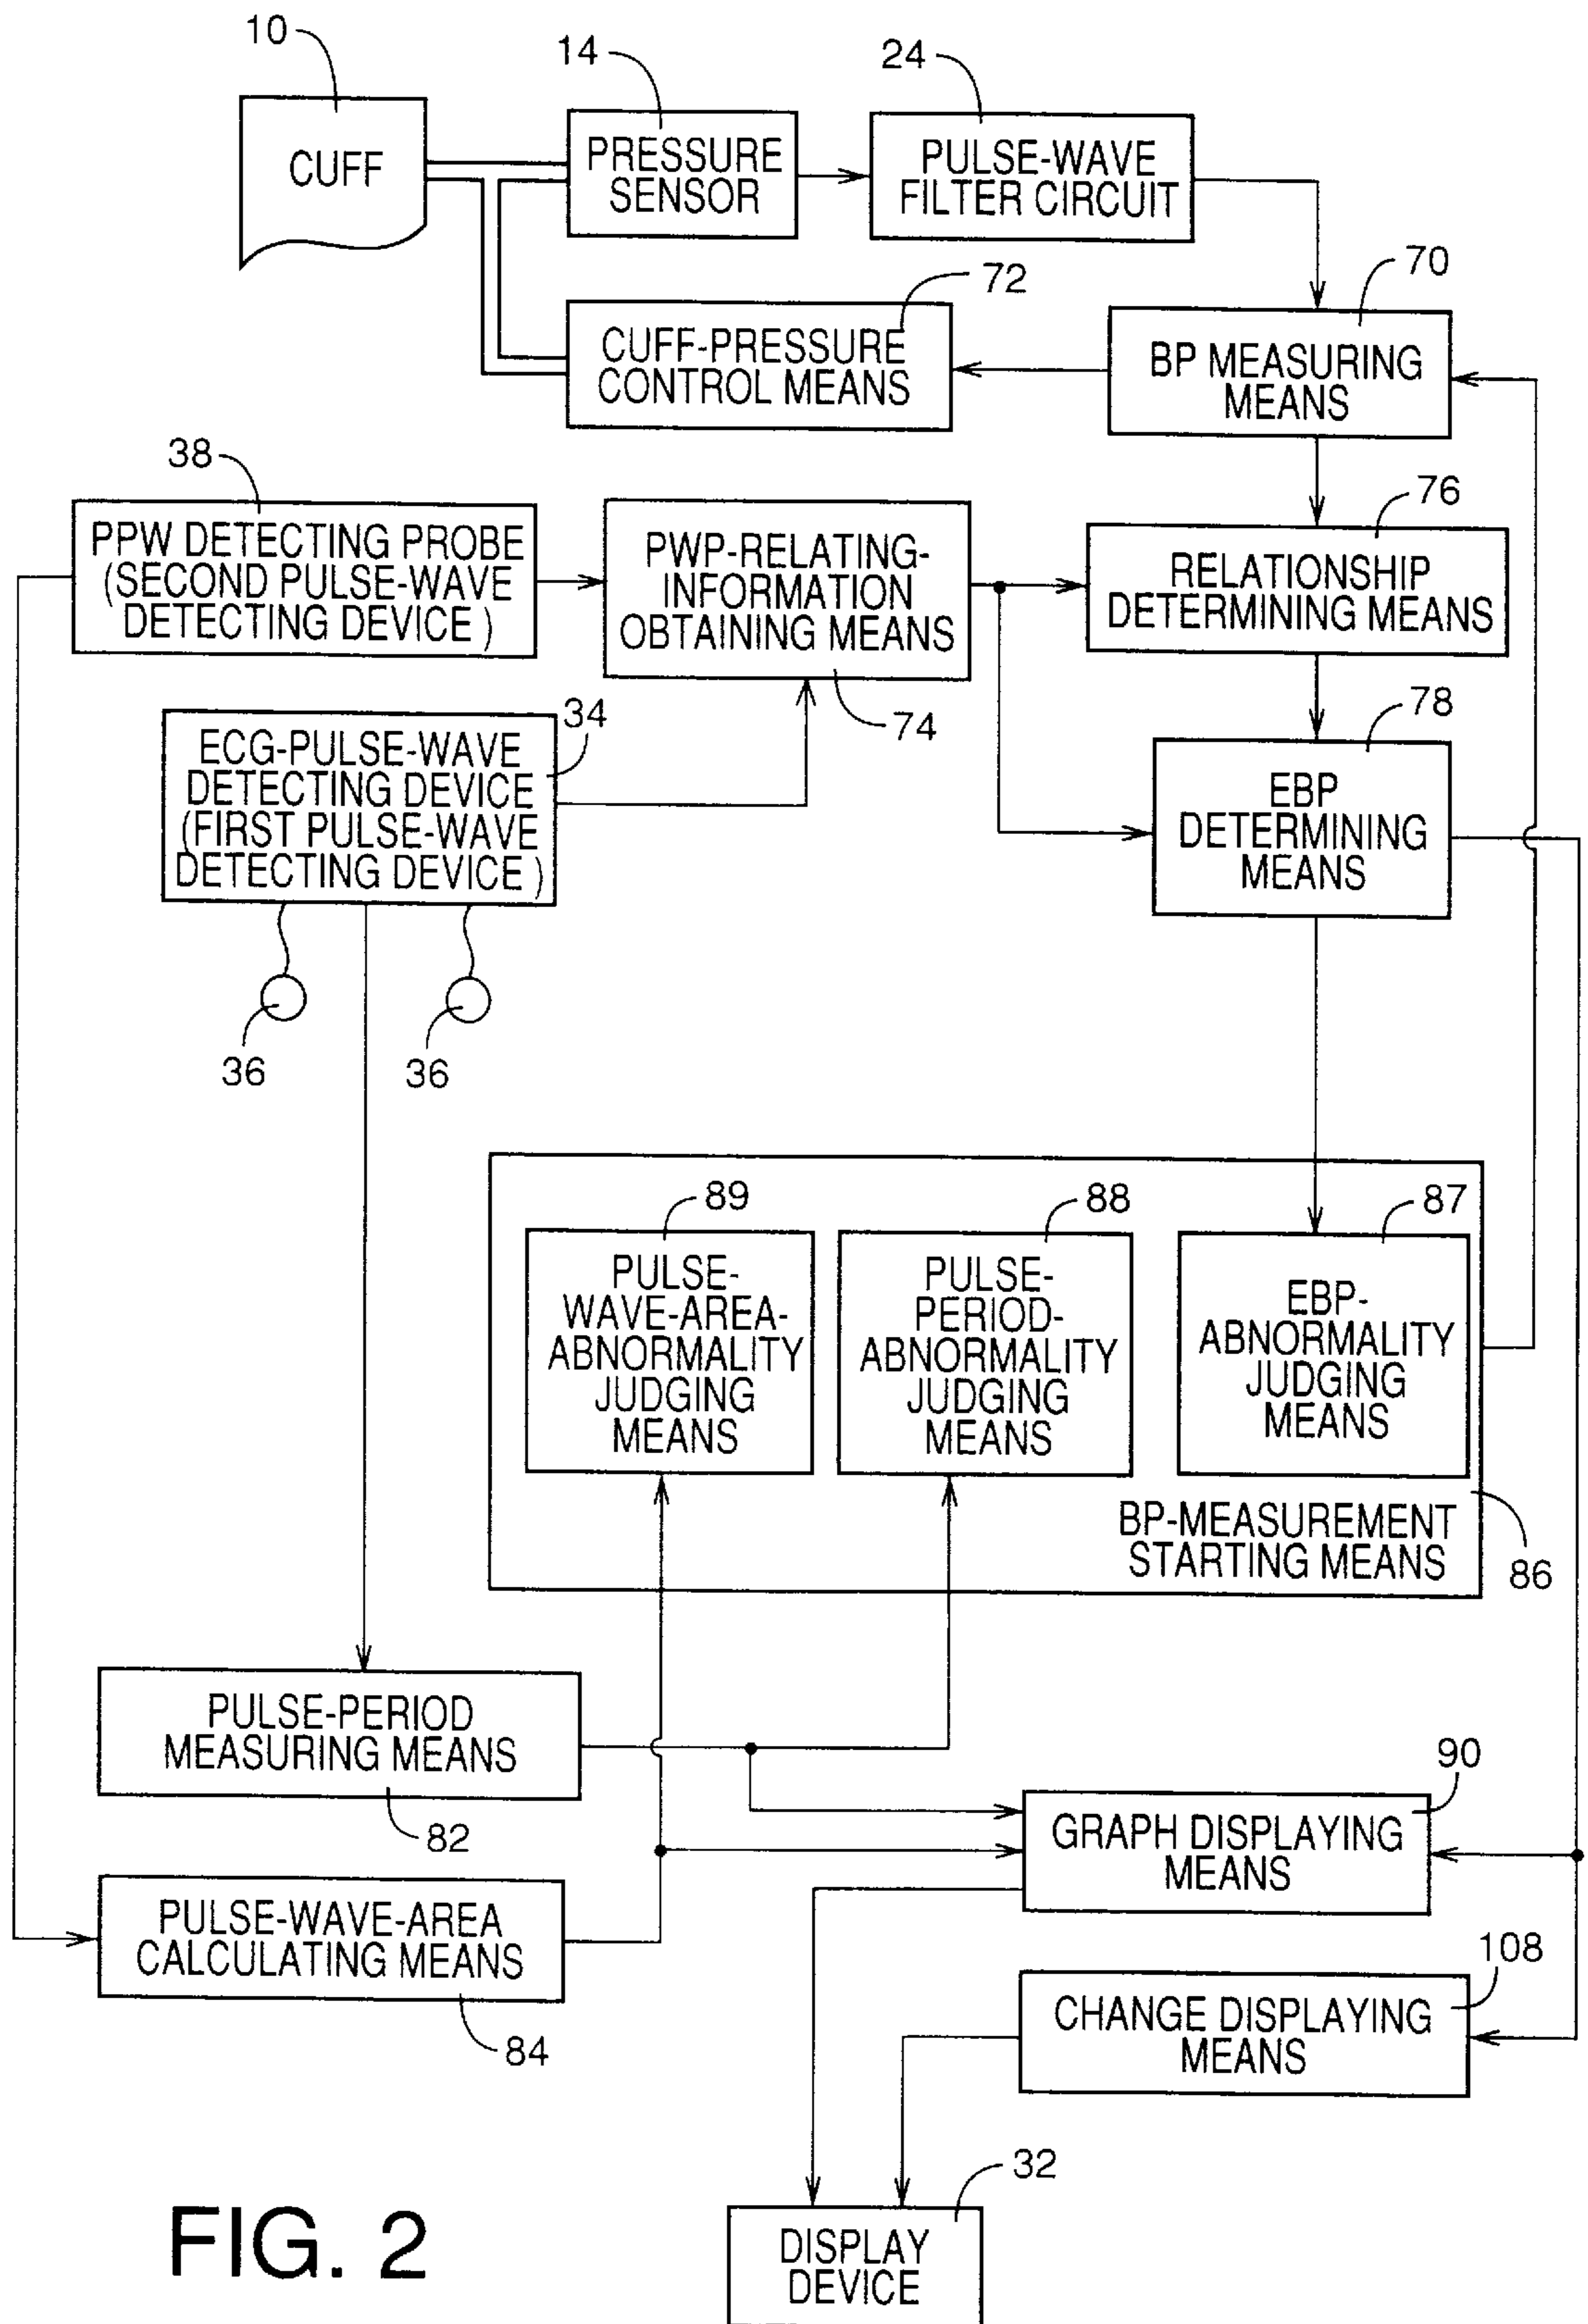 10
14
24
CUFF
PRESSURE
SENSOR
PULSE-WAVE
FILTER CIRCUIT
72
70
CUFF-PRESSURE
CONTROL MEANS
BP MEASURING
MEANS
38
76
PPW DETECTING PROBE
(SECOND PULSE-WAVE
DETECTING DEVICE)
PWP-RELATING-
INFORMATION
OBTAINING MEANS
RELATIONSHIP
DETERMINING MEANS
34
74
78
ECG-PULSE-WAVE
DETECTING DEVICE
(FIRST PULSE-WAVE
DETECTING DEVICE)
EBP
DETERMINING
MEANS
36
36
89
88
87
PULSE-
WAVE-AREA-
ABNORMALITY
JUDGING
MEANS
PULSE-
PERIOD-
ABNORMALITY
JUDGING
MEANS
EBP-
ABNORMALITY
JUDGING
MEANS
BP-MEASUREMENT
STARTING MEANS
86
PULSE-PERIOD
MEASURING MEANS
82
90
GRAPH DISPLAYING
MEANS
PULSE-WAVE-AREA
CALCULATING MEANS
84
108
CHANGE DISPLAYING
MEANS
32
DISPLAY
DEVICE
FIG. 2